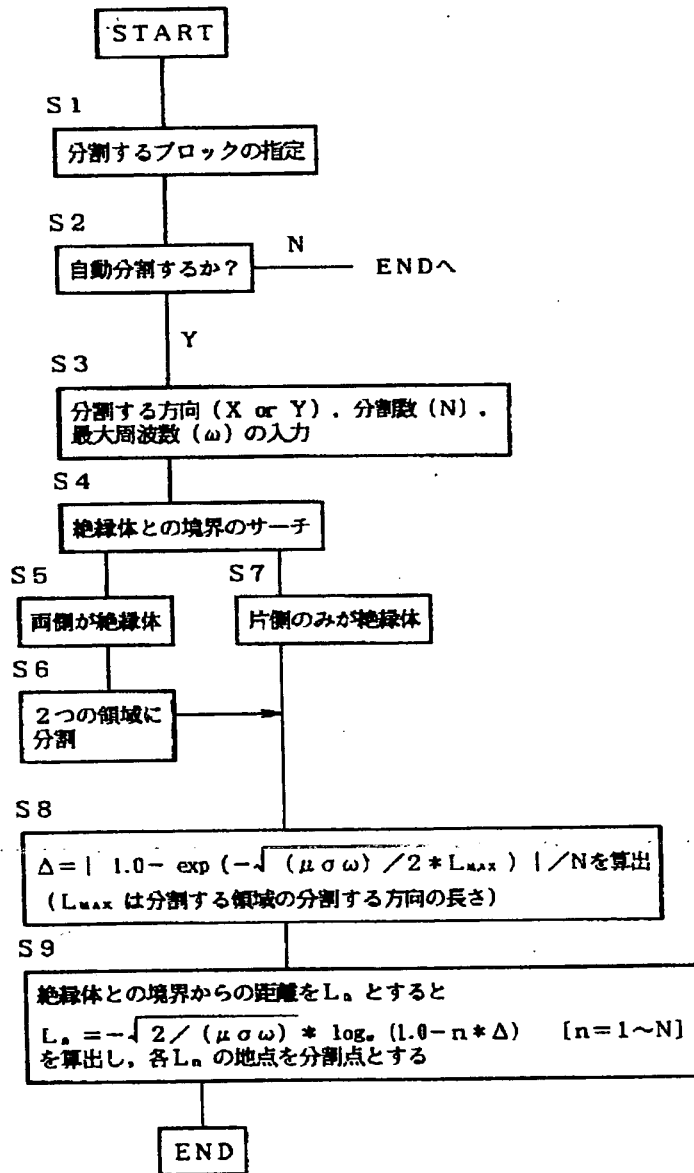 START
S1
分割するブロックの指定
S2
自動分割するか?
N
ENDへ
Y
S3
分割する方向(X or Y),分割数(N),
最大周波数(ω)の入力
S4
絶縁体との境界のサーチ
S5
両側が絶縁体
S7
片側のみが絶縁体
S6
2つの領域に
分割
S8
Δ=| 1.0- exp (-√(μσω)/2*LMAX) |/Nを算出
(LMAX は分割する領域の分割する方向の長さ)
S9
絶縁体との境界からの距離をLnとすると
Ln=-√2/(μσω)* loge (1.0-n*Δ) [n=1~N]
を算出し,各Lnの地点を分割点とする
END